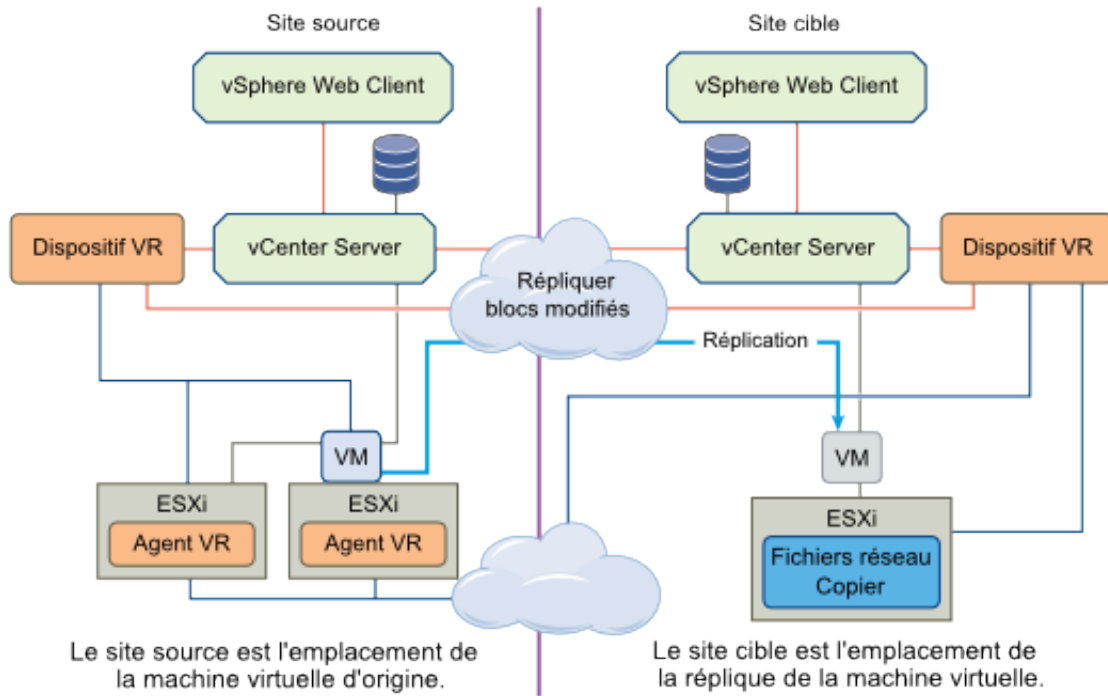 Site source
Site cible
vSphere Web Client
vSphere Web Client
Dispositif VR
vCenter Server
vCenter Server
Dispositif VR
Répliquer
blocs modifiés
Réplication
VM
VM
ESXi
Agent VR
ESXi
Agent VR
ESXi
Fichiers réseau
Copier
Le site source est l'emplacement de
la machine virtuelle d'origine.
Le site cible est l'emplacement de
la réplique de la machine virtuelle.